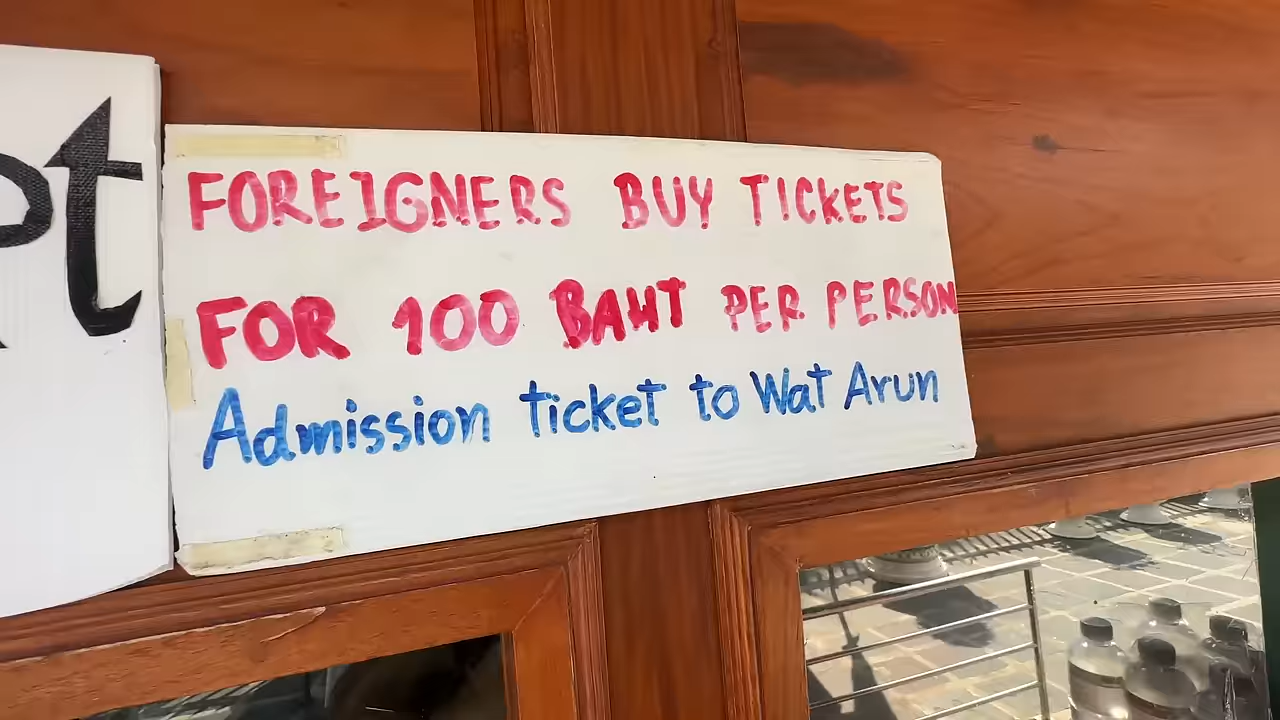 FOREIGNERS BUY TICKETS
FOR 100 BAHT PER PERSON
Admission ticket to Wat Arun